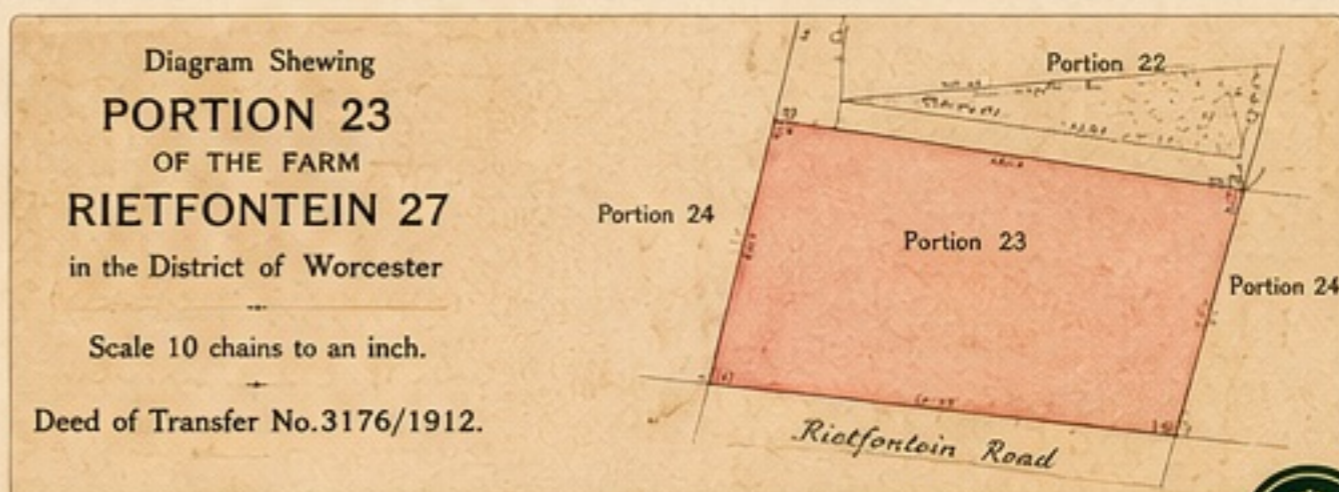 Diagram Shewing
PORTION 23
OF THE FARM
RIETFONTEIN 27
in the District of Worcester
Scale 10 chains to an inch.
Deed of Transfer No.3176/1912.
Portion 22
Portion 24
Portion 23
Portion 24
Rietfontein Road